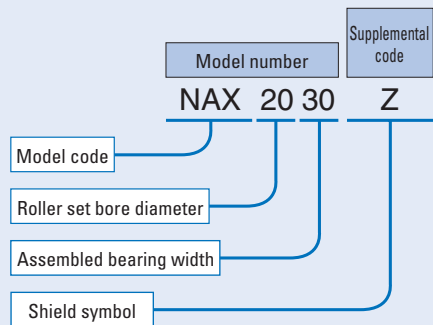 Supplemental
code
Model number
NAX 20 30 Z
Model code
Roller set bore diameter
Assembled bearing width
Shield symbol